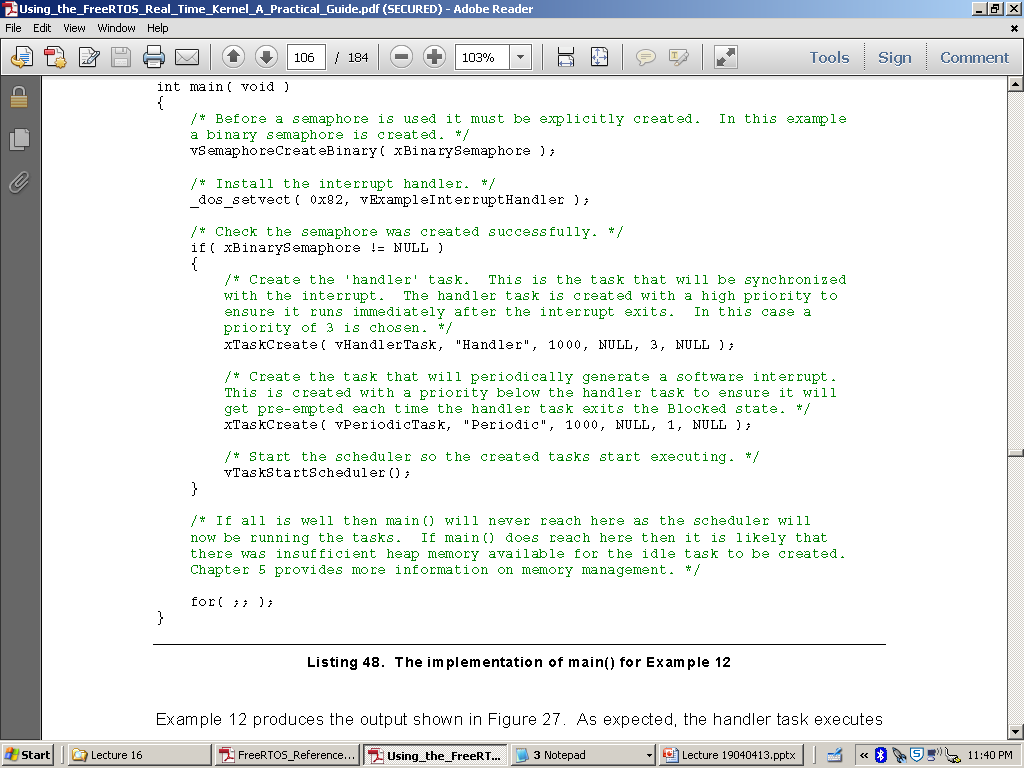 Using_the_FreeRTOS_Real_Time_Kernel_A_Practical_Guide.pdf (SECURED) - Adobe Reader
File Edit View Window Help
106 / 184 103% Tools Sign Comment
int main( void )
{
/* Before a semaphore is used it must be explicitly created.  In this example
a binary semaphore is created. */
vSemaphoreCreateBinary( xBinarySemaphore );
/* Install the interrupt handler. */
_dos_setvect( 0x82, vExampleInterruptHandler );
/* Check the semaphore was created successfully. */
if( xBinarySemaphore != NULL )
{
/* Create the 'handler' task.  This is the task that will be synchronized
with the interrupt.  The handler task is created with a high priority to
ensure it runs immediately after the interrupt exits.  In this case a
priority of 3 is chosen. */
xTaskCreate( vHandlerTask, "Handler", 1000, NULL, 3, NULL );
/* Create the task that will periodically generate a software interrupt.
This is created with a priority below the handler task to ensure it will
get pre-empted each time the handler task exits the Blocked state. */
xTaskCreate( vPeriodicTask, "Periodic", 1000, NULL, 1, NULL );
/* Start the scheduler so the created tasks start executing. */
vTaskStartScheduler();
}
/* If all is well then main() will never reach here as the scheduler will
now be running the tasks.  If main() does reach here then it is likely that
there was insufficient heap memory available for the idle task to be created.
Chapter 5 provides more information on memory management. */
for( ;; );
}
Listing 48.  The implementation of main() for Example 12
Example 12 produces the output shown in Figure 27.  As expected, the handler task executes
Start Lecture 16 FreeRTOS_Reference... Using_the_FreeRT... 3 Notepad Lecture 19040413.pptx « 11:40 PM